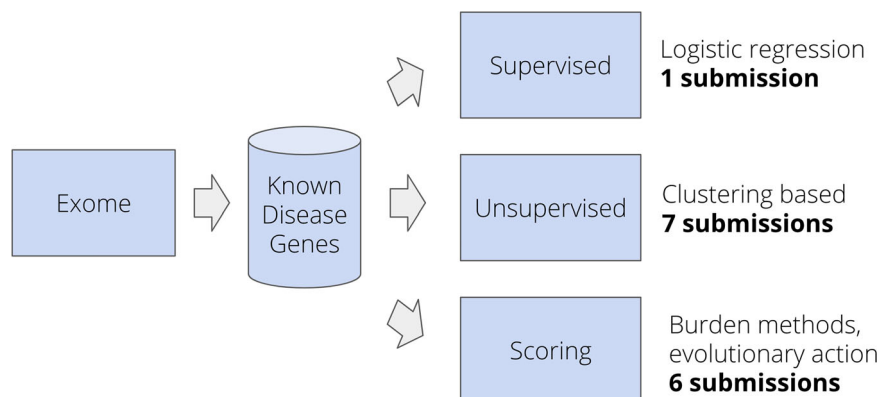 Exome
Known
Disease
Genes
Supervised
Logistic regression
1 submission
Unsupervised
Clustering based
7 submissions
Scoring
Burden methods,
evolutionary action
6 submissions